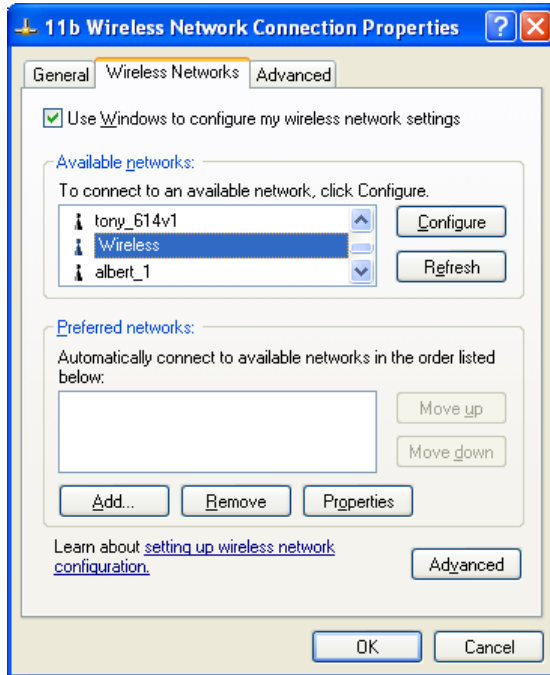 11b Wireless Network Connection Properties
General Wireless Networks Advanced
Use Windows to configure my wireless network settings
Available networks:
To connect to an available network, click Configure.
tony_614v1
Wireless
albert_1
Configure
Refresh
Preferred networks:
Automatically connect to available networks in the order listed
below:
Move up
Move down
Add... Remove Properties
Learn about setting up wireless network
configuration.
Advanced
OK Cancel